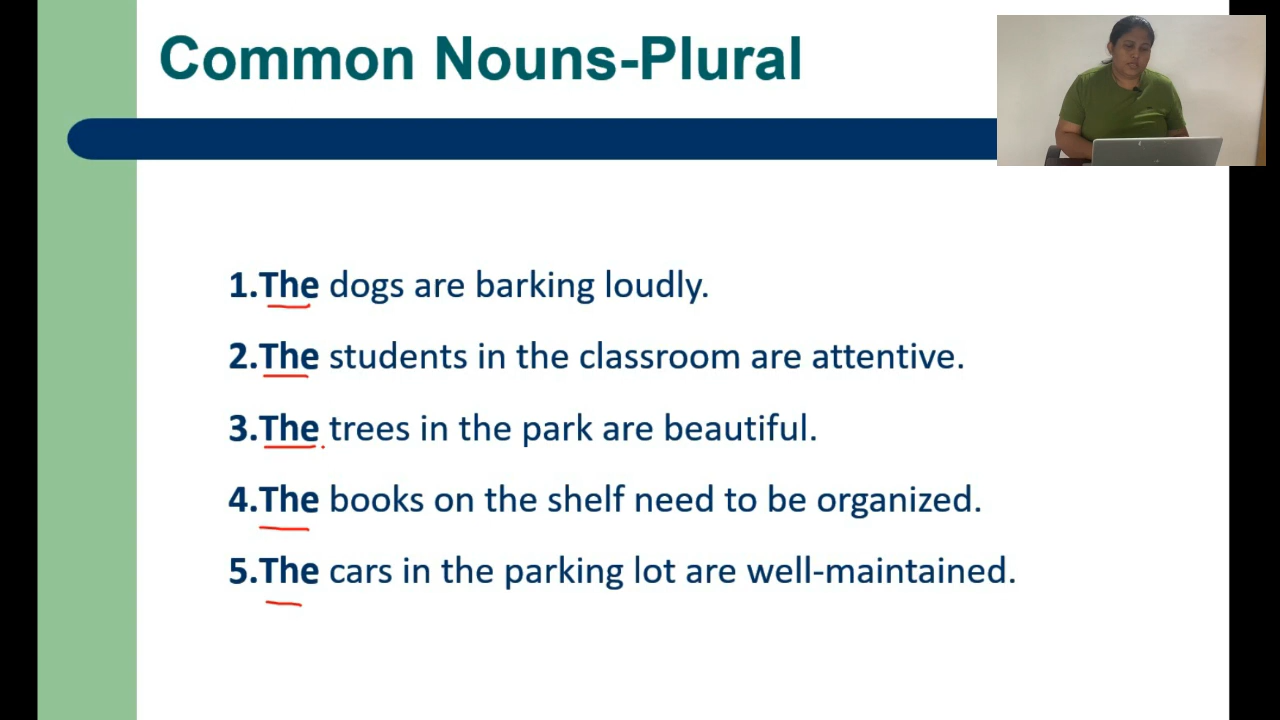 Common Nouns-Plural
1.The dogs are barking loudly.
2.The students in the classroom are attentive.
3.The trees in the park are beautiful.
4.The books on the shelf need to be organized.
5.The cars in the parking lot are well-maintained.